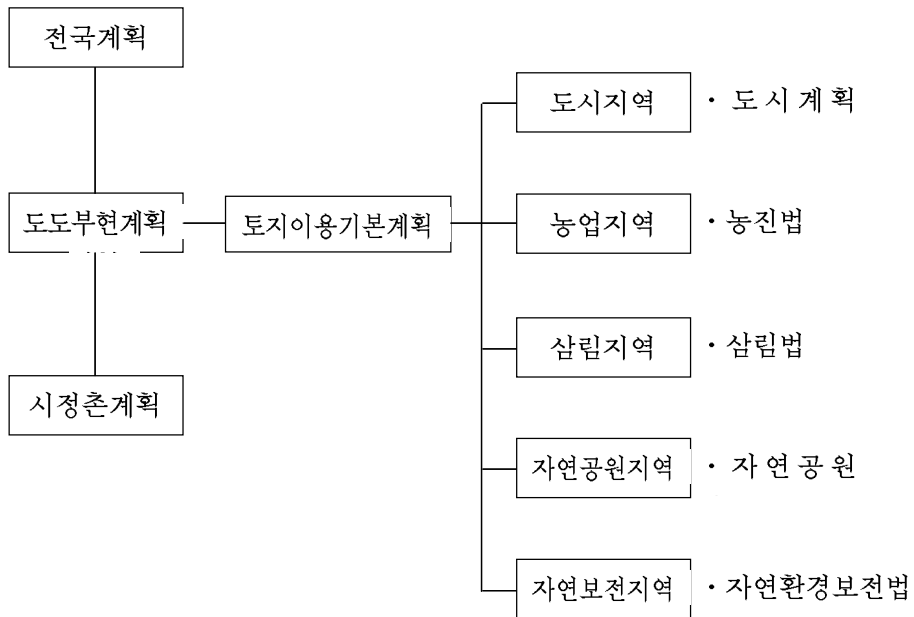 전국계획
도시지역 · 도 시 계 획
도도부현계획 토지이용기본계획 농업지역 · 농진법
삼림지역 · 삼림법
시정촌계획
자연공원지역 · 자 연 공 원
자연보전지역 · 자연환경보전법